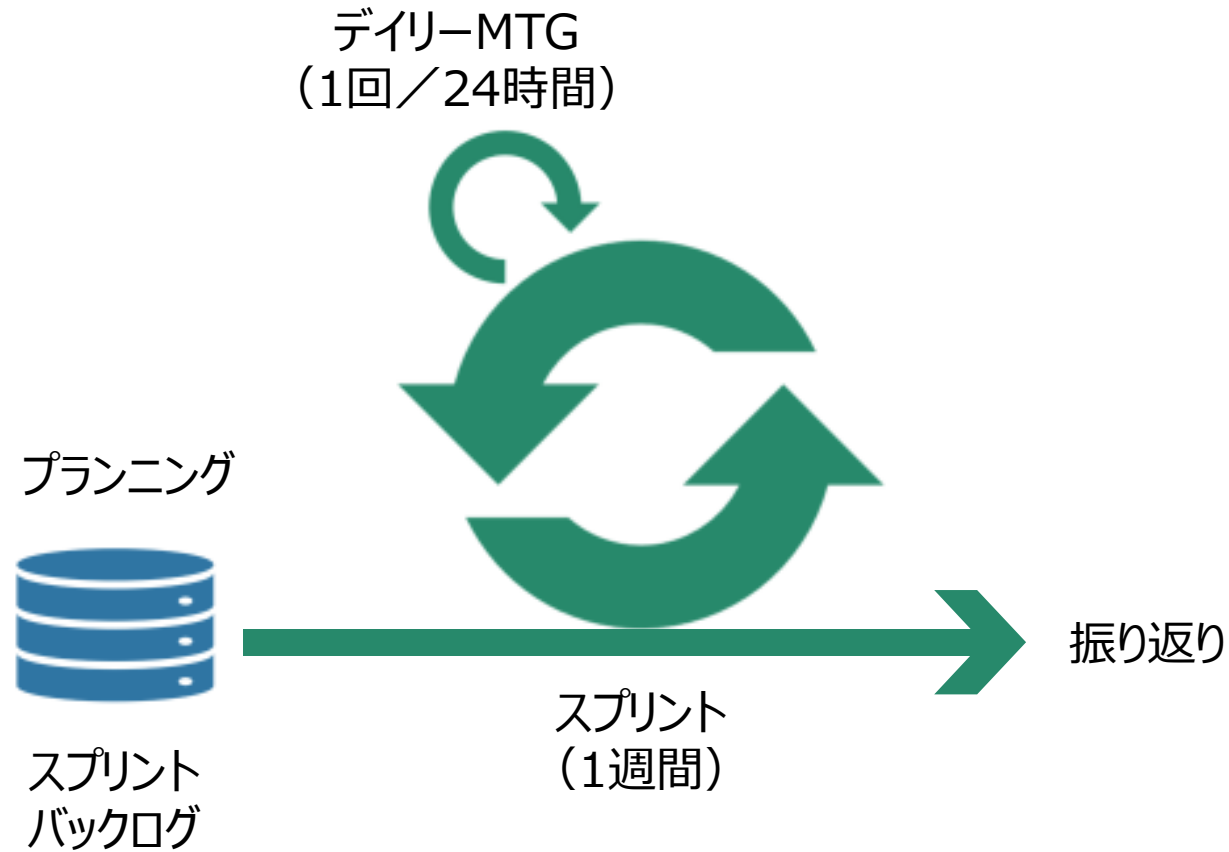 デイリーMTG
（1回／24時間）
プランニング
スプリント
バックログ
スプリント
（1週間）
振り返り